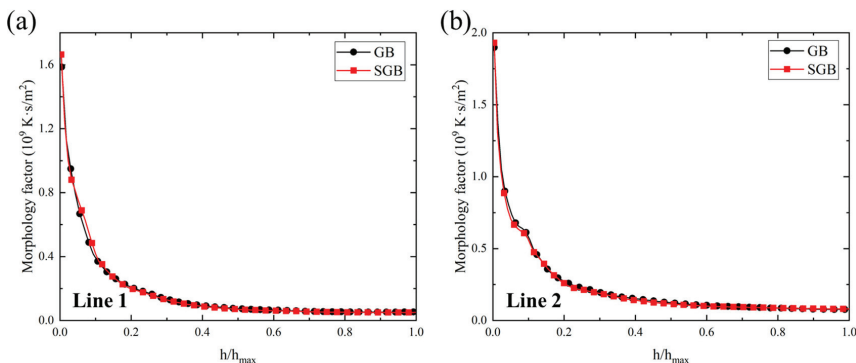 (a)
Morphology factor (10⁹ K·s/m²)
1.6
1.2
0.8
0.4
0.0
GB
SGB
Line 1
0.0 0.2 0.4 0.6 0.8 1.0
h/hmax
(b)
Morphology factor (10⁹ K·s/m²)
2.0
1.5
1.0
0.5
0.0
GB
SGB
Line 2
0.0 0.2 0.4 0.6 0.8 1.0
h/hmax